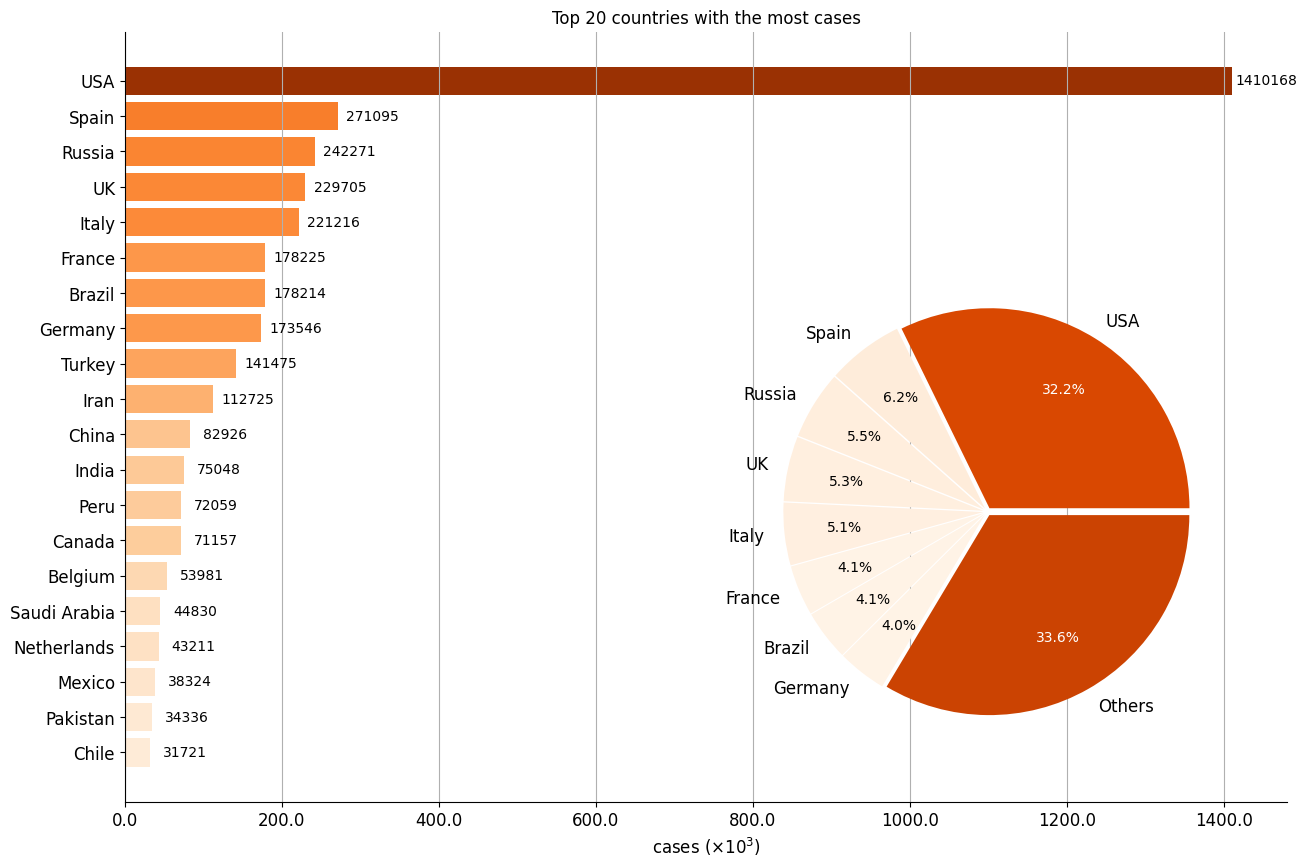 Top 20 countries with the most cases
USA 1410168
Spain 271095
Russia 242271
UK 229705
Italy 221216
France 178225
Brazil 178214
Germany 173546
Turkey 141475
Iran 112725
China 82926
India 75048
Peru 72059
Canada 71157
Belgium 53981
Saudi Arabia 44830
Netherlands 43211
Mexico 38324
Pakistan 34336
Chile 31721
0.0 200.0 400.0 600.0 800.0 1000.0 1200.0 1400.0
cases (×10³)
USA
32.2%
Spain
6.2%
Russia
5.5%
UK
5.3%
Italy
5.1%
France
4.1%
Brazil
4.1%
Germany
4.0%
Others
33.6%